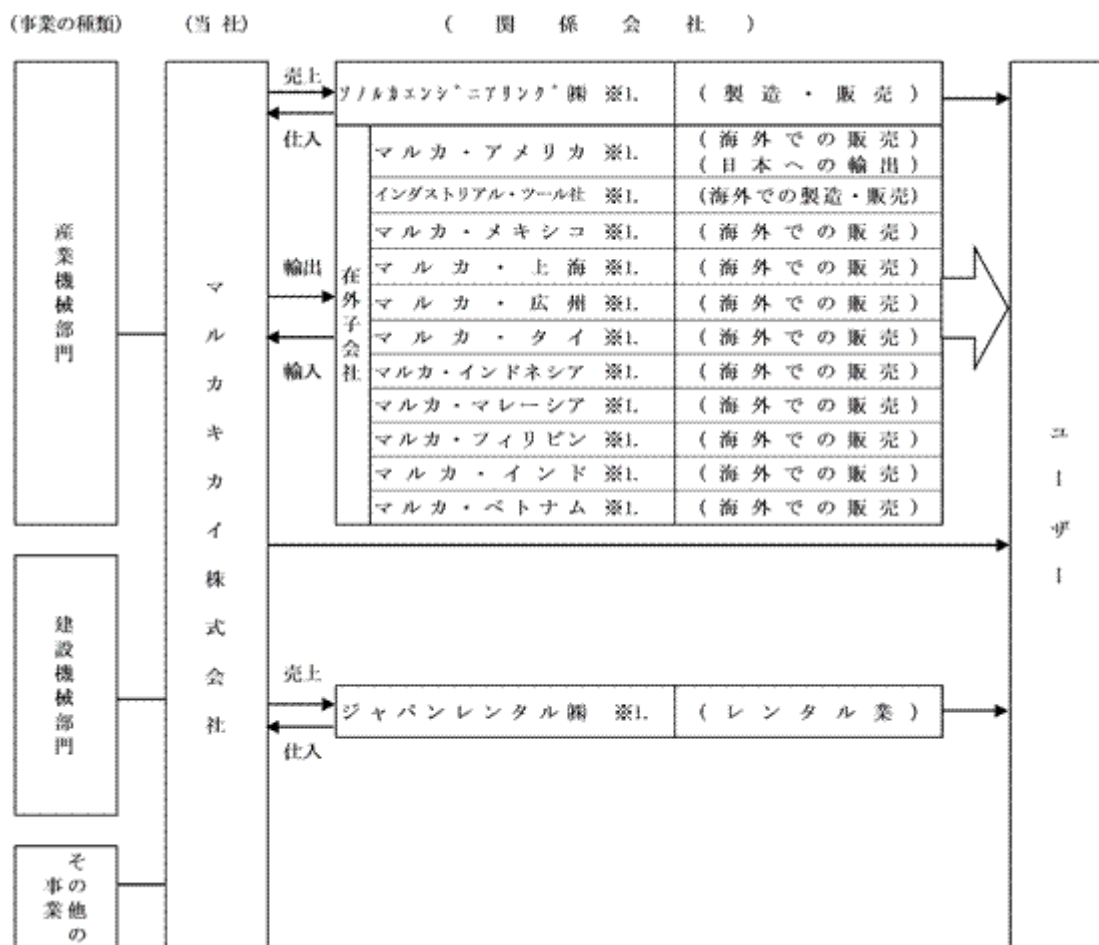 (事業の種類) (当 社) ( 関 係 会 社 )
産業機械部門
建設機械部門
その他の
事業
マルカキカイ株式会社
売上
仕入
ソノルカエンジニアリング㈱ ※1. (製造・販売)
在外子会社
マルカ・アメリカ ※1. (海外での販売)
(日本への輸出)
インダストリアル・ツール社 ※1. (海外での製造・販売)
マルカ・メキシコ ※1. (海外での販売)
輸出
輸入
マルカ・上海 ※1. (海外での販売)
マルカ・広州 ※1. (海外での販売)
マルカ・タイ ※1. (海外での販売)
マルカ・インドネシア ※1. (海外での販売)
マルカ・マレーシア ※1. (海外での販売)
マルカ・フィリピン ※1. (海外での販売)
マルカ・インド ※1. (海外での販売)
マルカ・ベトナム ※1. (海外での販売)
売上
仕入
ジャパンレンタル㈱ ※1. (レンタル業)
ユーザー